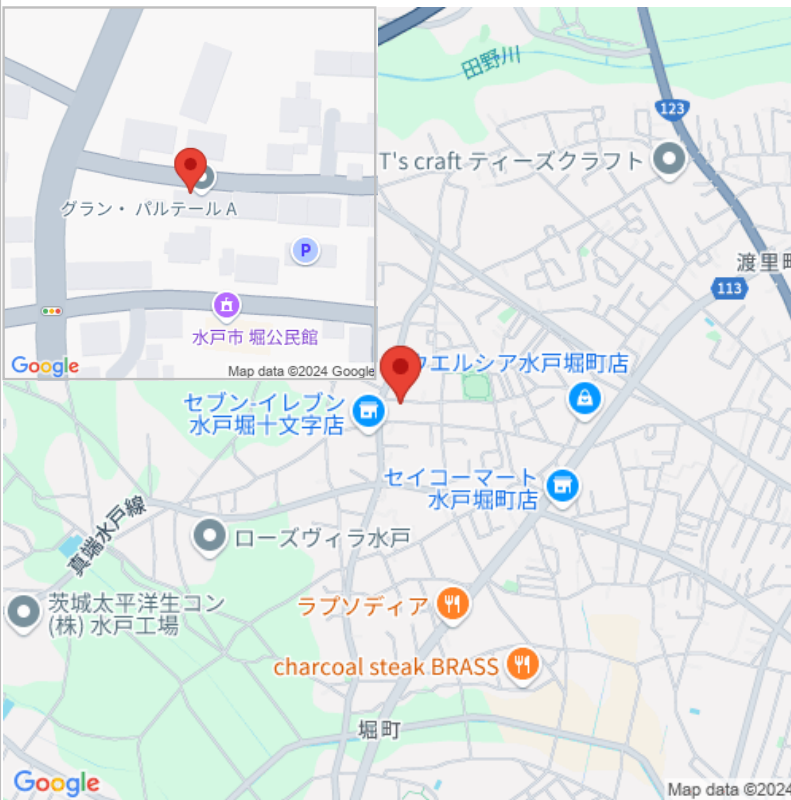 グラン・パルテール A
P
水戸市 堀公民館
Google
Map data ©2024 Google
田野川
123
T's craft ティーズクラフト
渡里町
113
ウエルシア水戸堀町店
セブン-イレブン
水戸堀十文字店
セイコーマート
水戸堀町店
真端水戸線
ローズヴィラ水戸
茨城太平洋生コン
(株) 水戸工場
ラプソディア
charcoal steak BRASS
堀町
Google
Map data ©2024